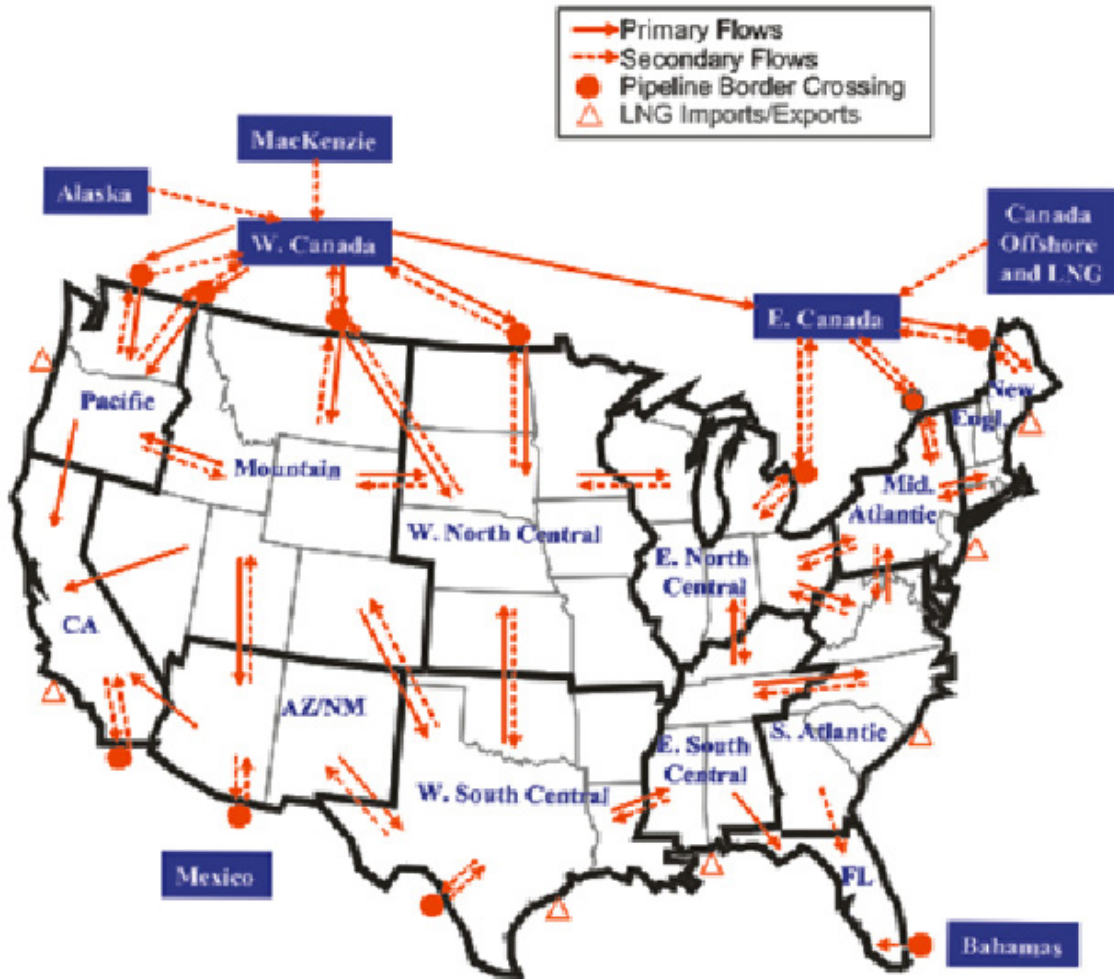 Primary Flows
Secondary Flows
Pipeline Border Crossing
LNG Imports/Exports
MacKenzie
Alaska
W. Canada
Canada
Offshore
and LNG
E. Canada
Pacific
New
Engl.
Mountain
Mid.
Atlantic
W. North Central
E. North
Central
CA
AZ/NM
S. Atlantic
E. South
Central
W. South Central
Mexico
FL
Bahamas